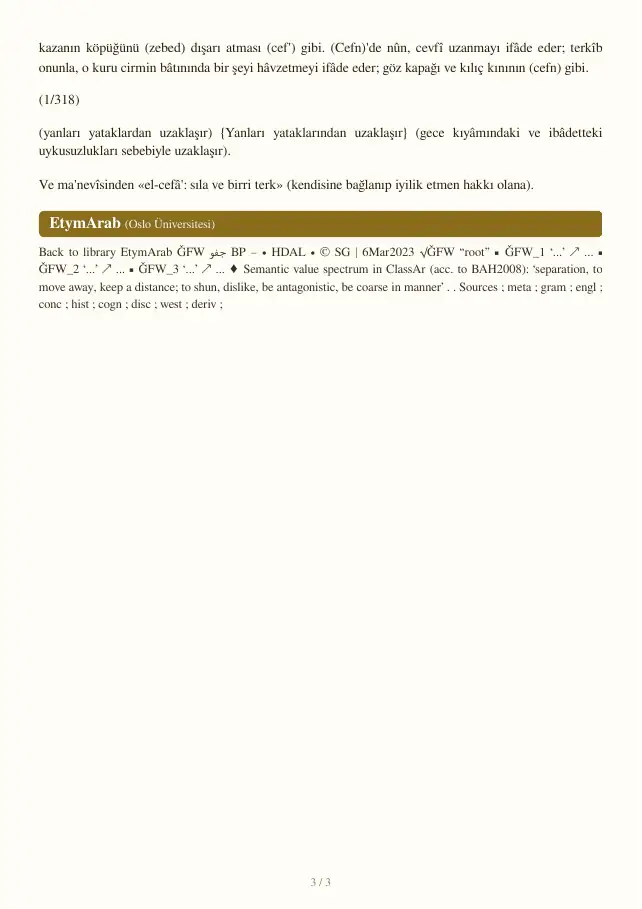 kazanın köpüğünü (zebed) dışarı atması (cef') gibi. (Cefn)'de nûn, cevfî uzanmayı ifâde eder; terkîb
onunla, o kuru cirmin bâtınında bir şeyi hâvzetmeyi ifâde eder; göz kapağı ve kılıç kınının (cefn) gibi.
(1/318)
(yanları yataklardan uzaklaşır) {Yanları yataklarından uzaklaşır} (gece kıyâmındaki ve ibâdetteki
uykusuzlukları sebebiyle uzaklaşır).
Ve ma'nevîsinden «el-cefâ': sıla ve birri terk» (kendisine bağlanıp iyilik etmen hakkı olana).
EtymArab (Oslo Üniversitesi)
Back to library EtymArab ǦFW جفو BP – • HDAL • © SG | 6Mar2023 √ǦFW “root” ▪ ǦFW_1 ‘...’ ↗ ... ▪
ǦFW_2 ‘...’ ↗ ... ▪ ǦFW_3 ‘...’ ↗ ... ♦ Semantic value spectrum in ClassAr (acc. to BAH2008): ‘separation, to
move away, keep a distance; to shun, dislike, be antagonistic, be coarse in manner’ . . Sources ; meta ; gram ; engl ;
conc ; hist ; cogn ; disc ; west ; deriv ;
3 / 3